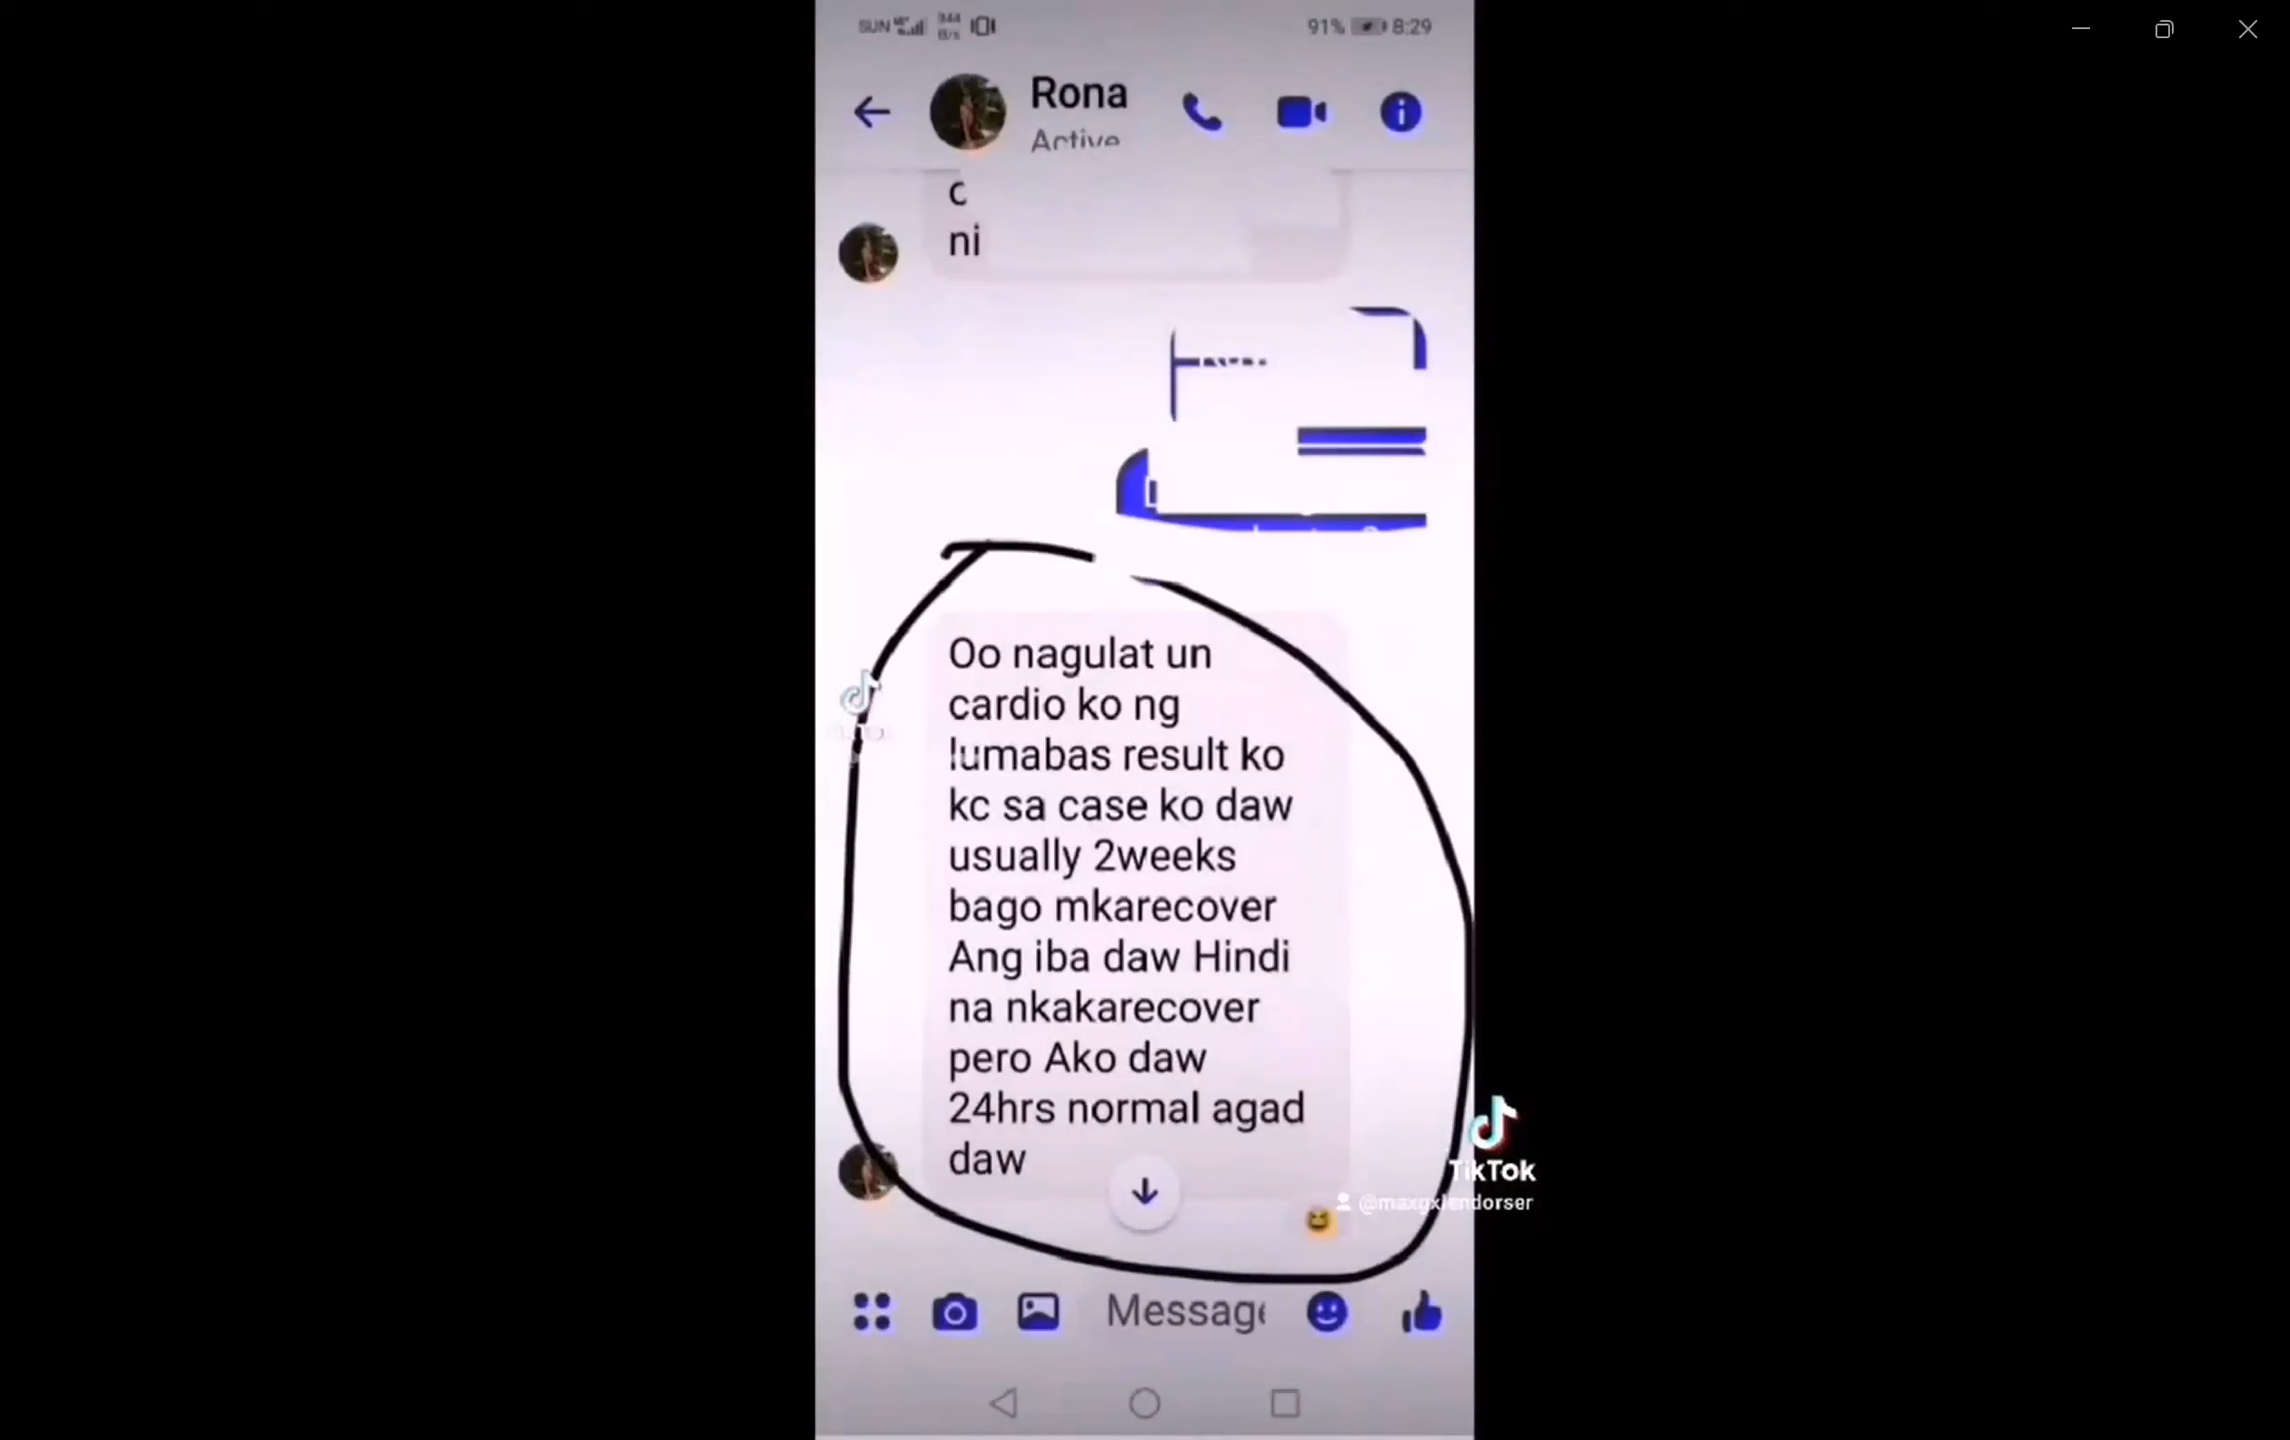 SUN
344
B/s
91%
8:29
Rona
Active
c
ni
Oo nagulat un
cardio ko ng
lumabas result ko
kc sa case ko daw
usually 2weeks
bago mkarecover
Ang iba daw Hindi
na nkakarecover
pero Ako daw
24hrs normal agad
daw
TikTok
@maxgxlendorser
Message